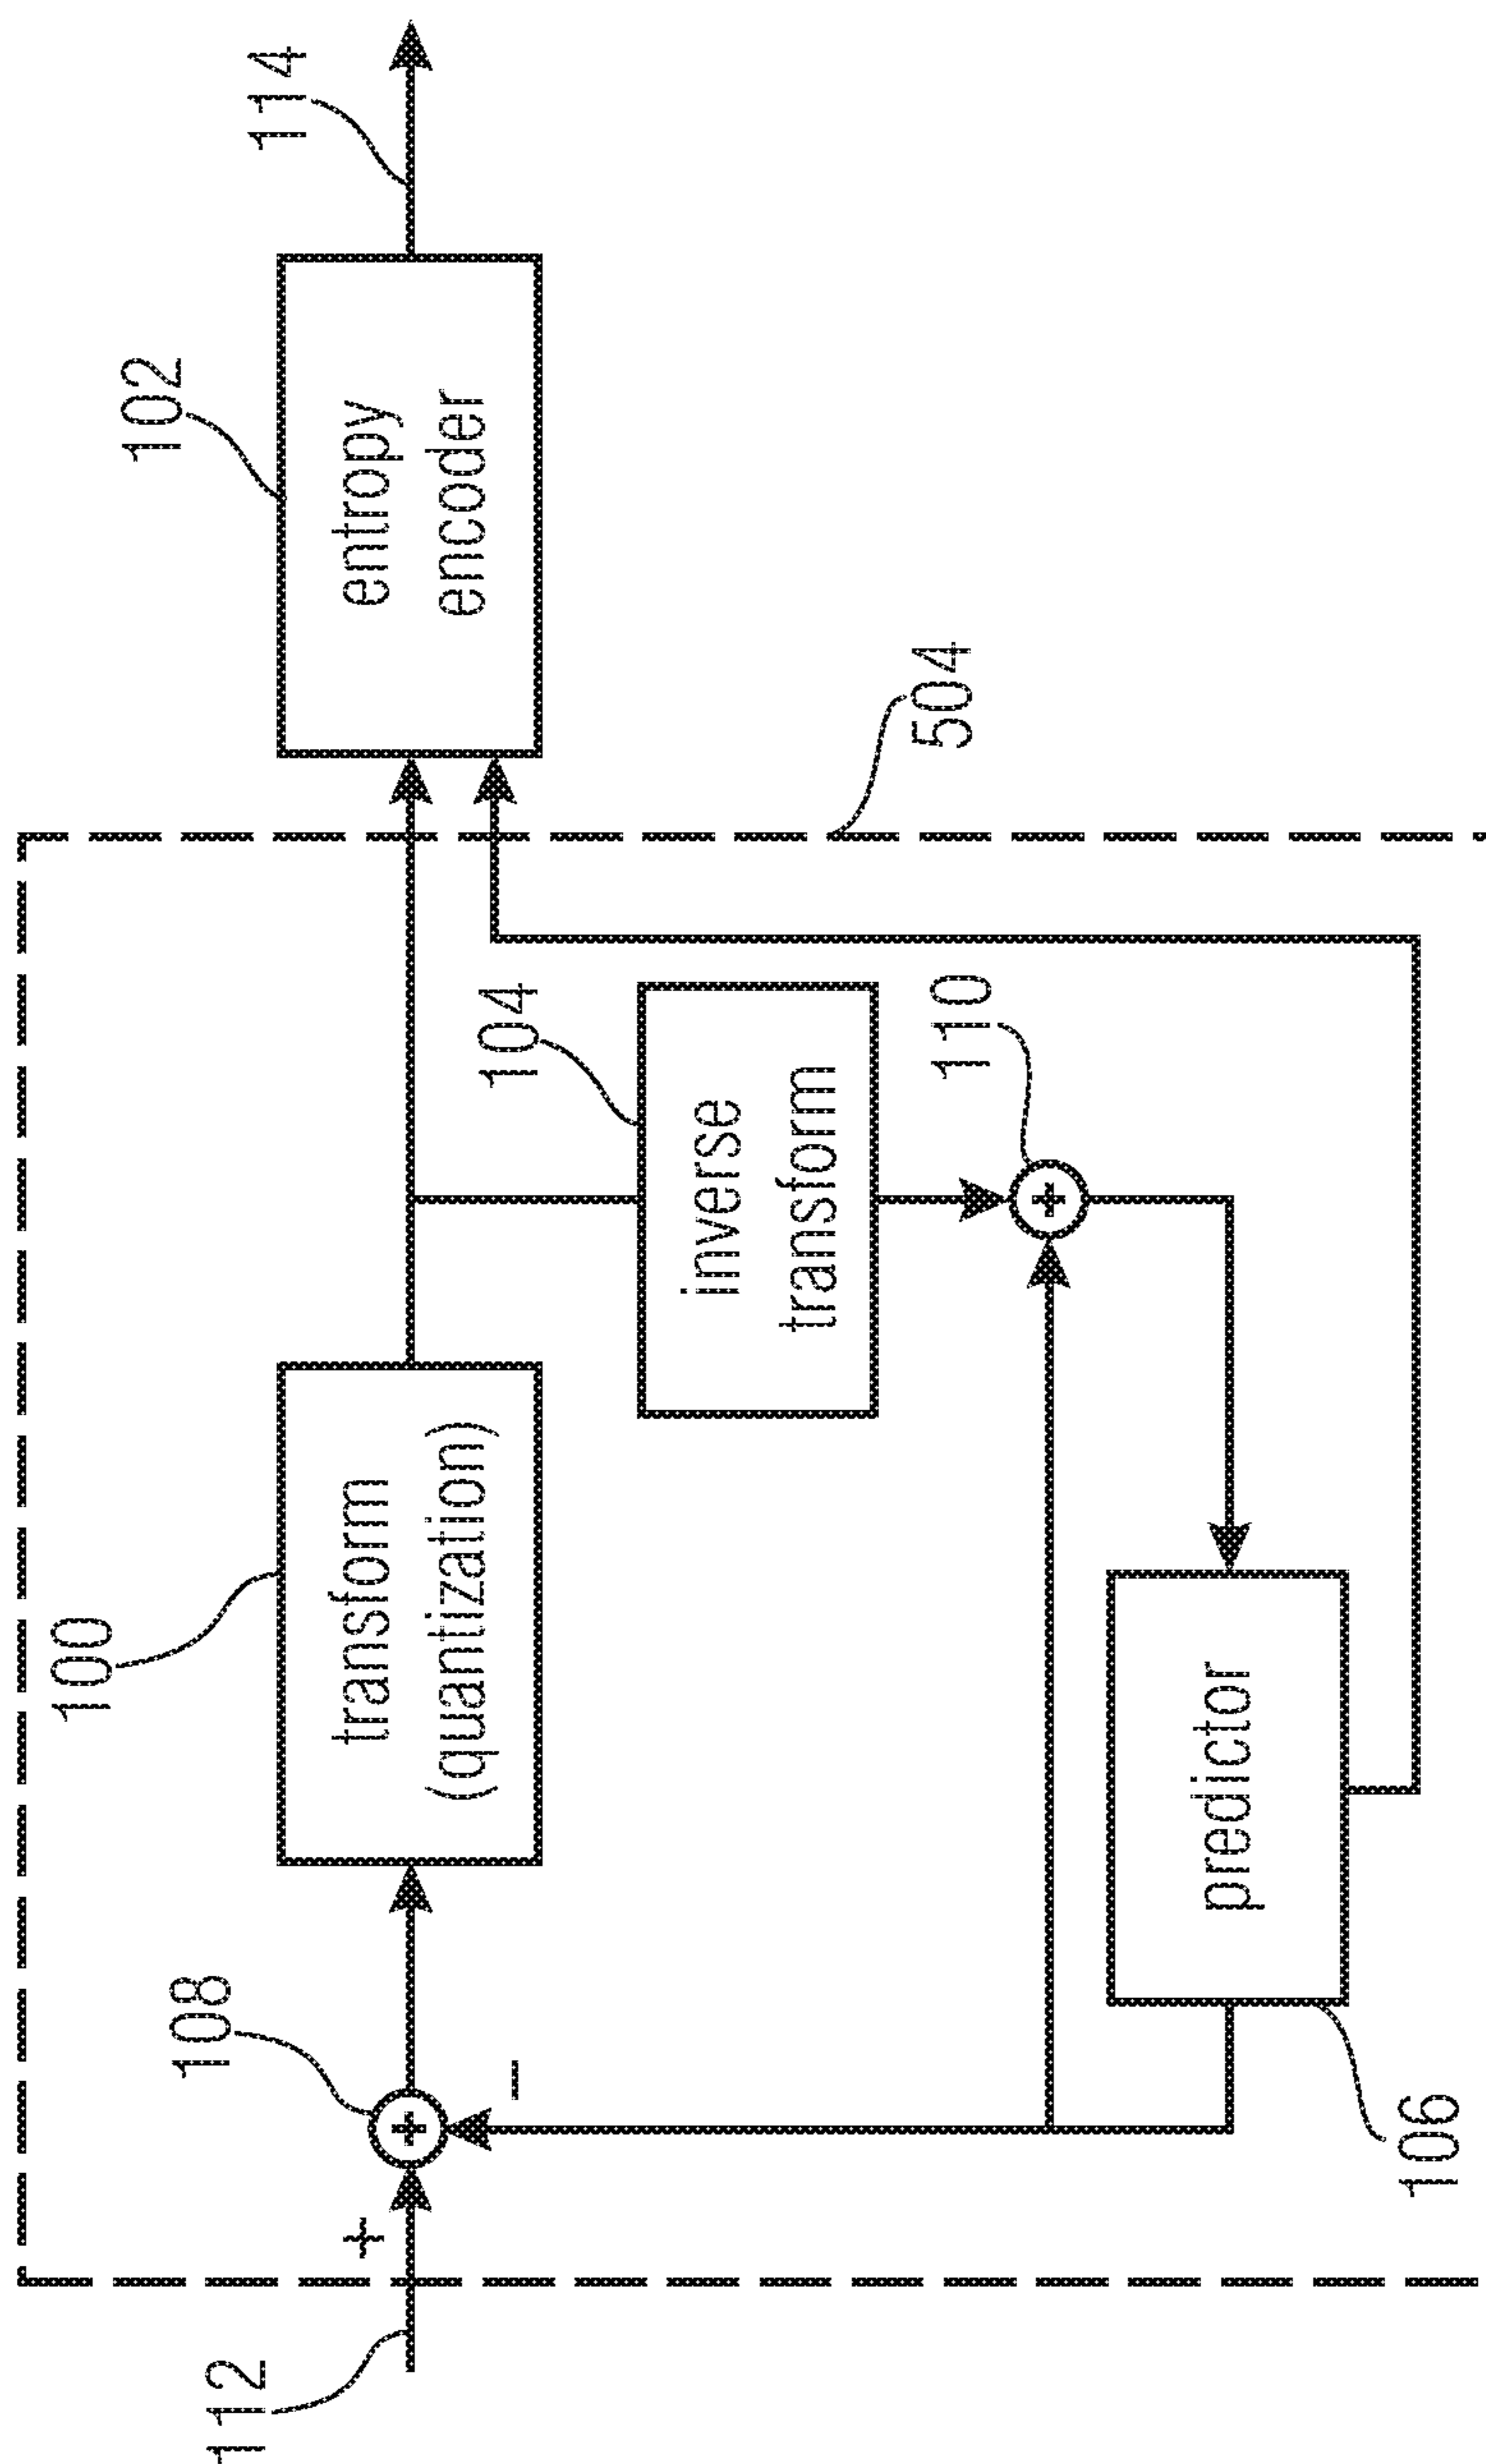 112
+
108
+
−
100
transform
(quantization)
104
inverse
transform
110
+
106
predictor
504
102
entropy
encoder
114